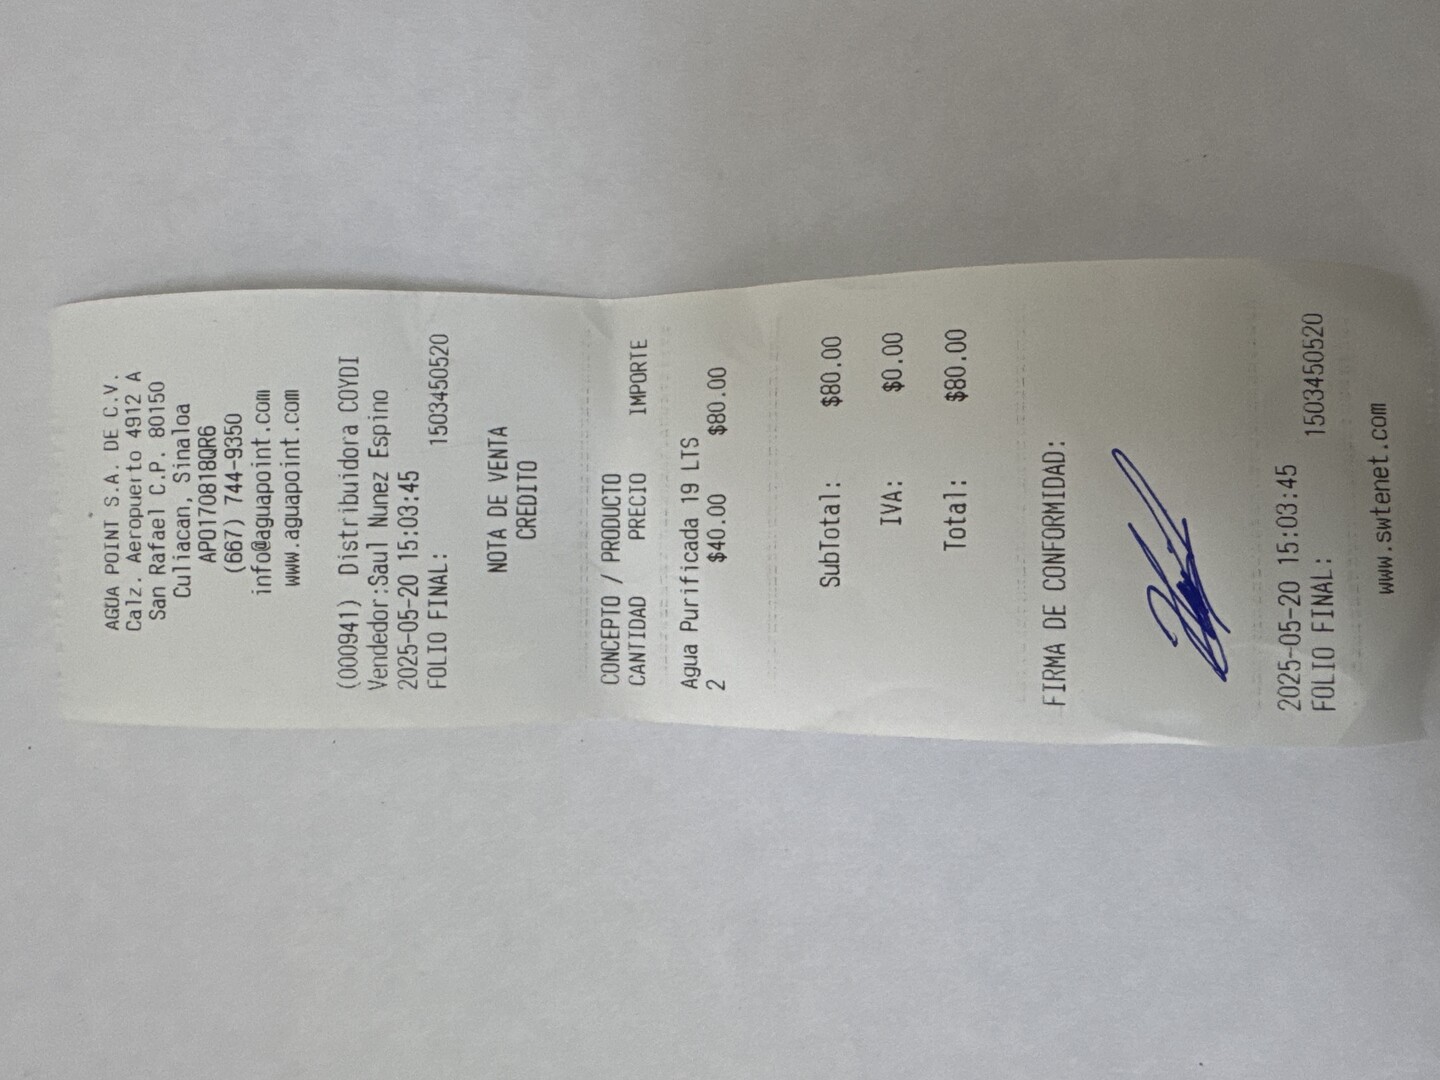 AGUA POINT S.A. DE C.V.
Calz. Aeropuerto 4912 A
San Rafael C.P. 80150
Culiacan, Sinaloa
APO170818QR6
(667) 744-9350
info@aguapoint.com
www.aguapoint.com
(000941) Distribuidora COYDI
Vendedor:Saul Nunez Espino
2025-05-20 15:03:45
FOLIO FINAL: 1503450520
NOTA DE VENTA
CREDITO
CONCEPTO / PRODUCTO
CANTIDAD PRECIO IMPORTE
Agua Purificada 19 LTS
2 $40.00 $80.00
SubTotal: $80.00
IVA: $0.00
Total: $80.00
FIRMA DE CONFORMIDAD:
2025-05-20 15:03:45
FOLIO FINAL: 1503450520
www.swtenet.com